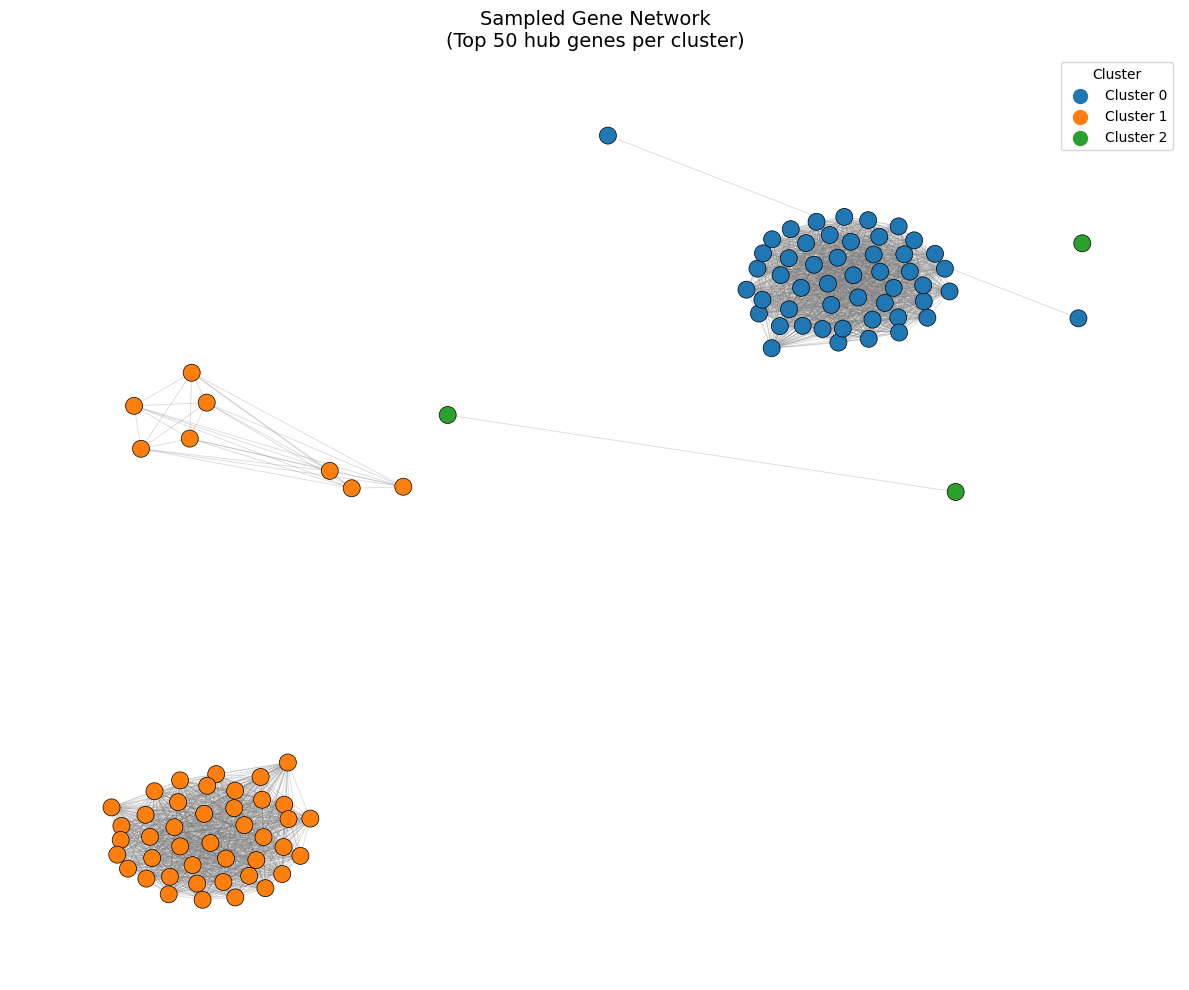 Sampled Gene Network
(Top 50 hub genes per cluster)
Cluster
Cluster 0
Cluster 1
Cluster 2